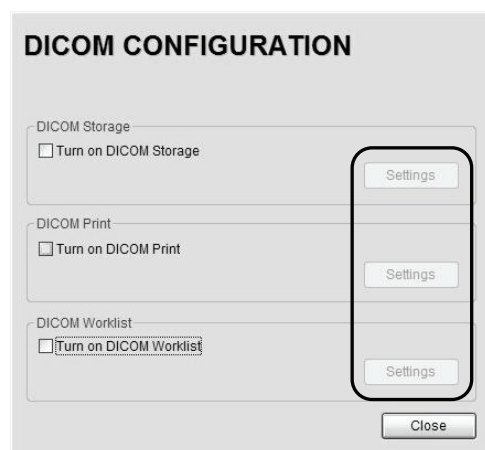 DICOM CONFIGURATION
DICOM Storage
Turn on DICOM Storage
Settings
DICOM Print
Turn on DICOM Print
Settings
DICOM Worklist
Turn on DICOM Worklist
Settings
Close